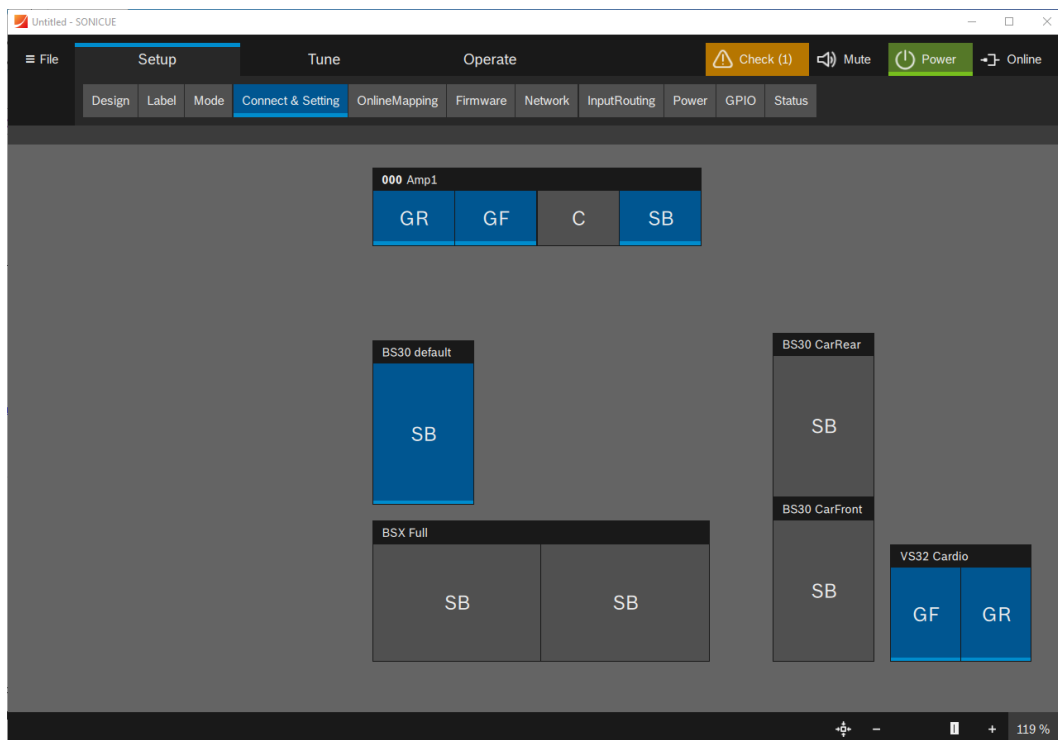 Untitled - SONICUE
File
Setup
Tune
Operate
Check (1)
Mute
Power
Online
Design
Label
Mode
Connect & Setting
OnlineMapping
Firmware
Network
InputRouting
Power
GPIO
Status
000 Amp1
GR
GF
C
SB
BS30 default
SB
BS30 CarRear
SB
BSX Full
SB
SB
BS30 CarFront
SB
VS32 Cardio
GF
GR
119 %